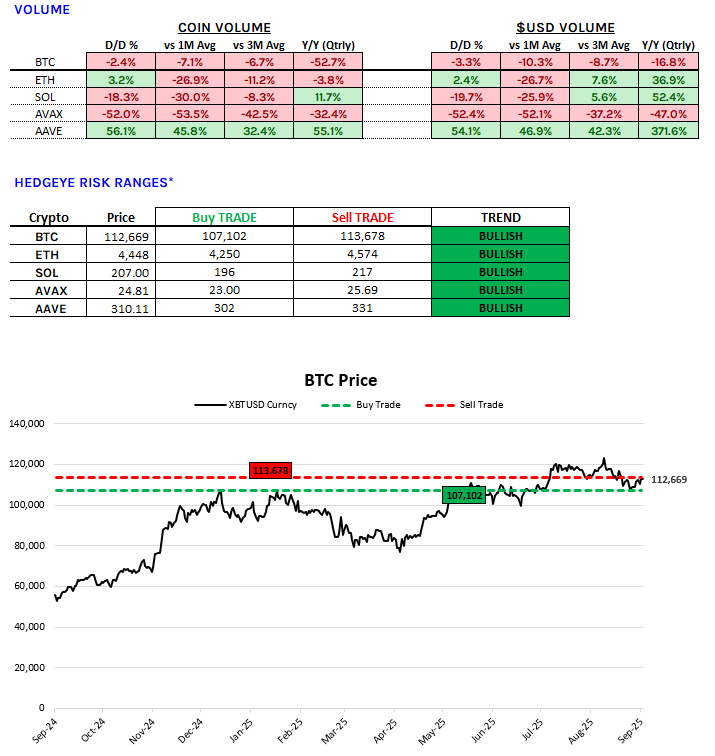 VOLUME
COIN VOLUME $USD VOLUME
D/D % vs 1M Avg vs 3M Avg Y/Y (Qtrly) D/D % vs 1M Avg vs 3M Avg Y/Y (Qtrly)
BTC -2.4% -7.1% -6.7% -52.7% -3.3% -10.3% -8.7% -16.8%
ETH 3.2% -26.9% -11.2% -3.8% 2.4% -26.7% 7.6% 36.9%
SOL -18.3% -30.0% -8.3% 11.7% -19.7% -25.9% 5.6% 52.4%
AVAX -52.0% -53.5% -42.5% -32.4% -52.4% -52.1% -37.2% -47.0%
AAVE 56.1% 45.8% 32.4% 55.1% 54.1% 46.9% 42.3% 371.6%
HEDGEYE RISK RANGES*
Crypto Price Buy TRADE Sell TRADE TREND
BTC 112,669 107,102 113,678 BULLISH
ETH 4,448 4,250 4,574 BULLISH
SOL 207.00 196 217 BULLISH
AVAX 24.81 23.00 25.69 BULLISH
AAVE 310.11 302 331 BULLISH
BTC Price
XBTUSD Curncy Buy Trade Sell Trade
140,000
120,000
113,678
112,669
107,102
100,000
80,000
60,000
40,000
20,000
0
Sep-24 Oct-24 Nov-24 Dec-24 Jan-25 Feb-25 Mar-25 Apr-25 May-25 Jun-25 Jul-25 Aug-25 Sep-25